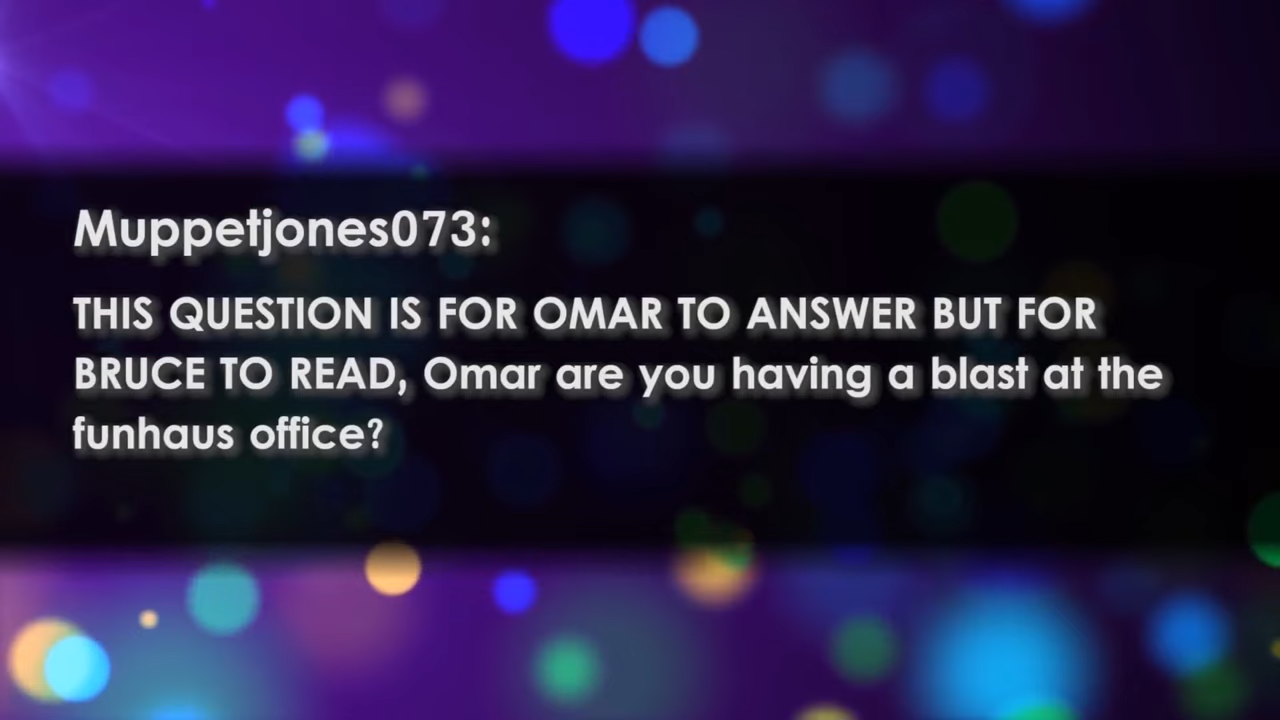 Muppetjones073:
THIS QUESTION IS FOR OMAR TO ANSWER BUT FOR
BRUCE TO READ, Omar are you having a blast at the
funhaus office?